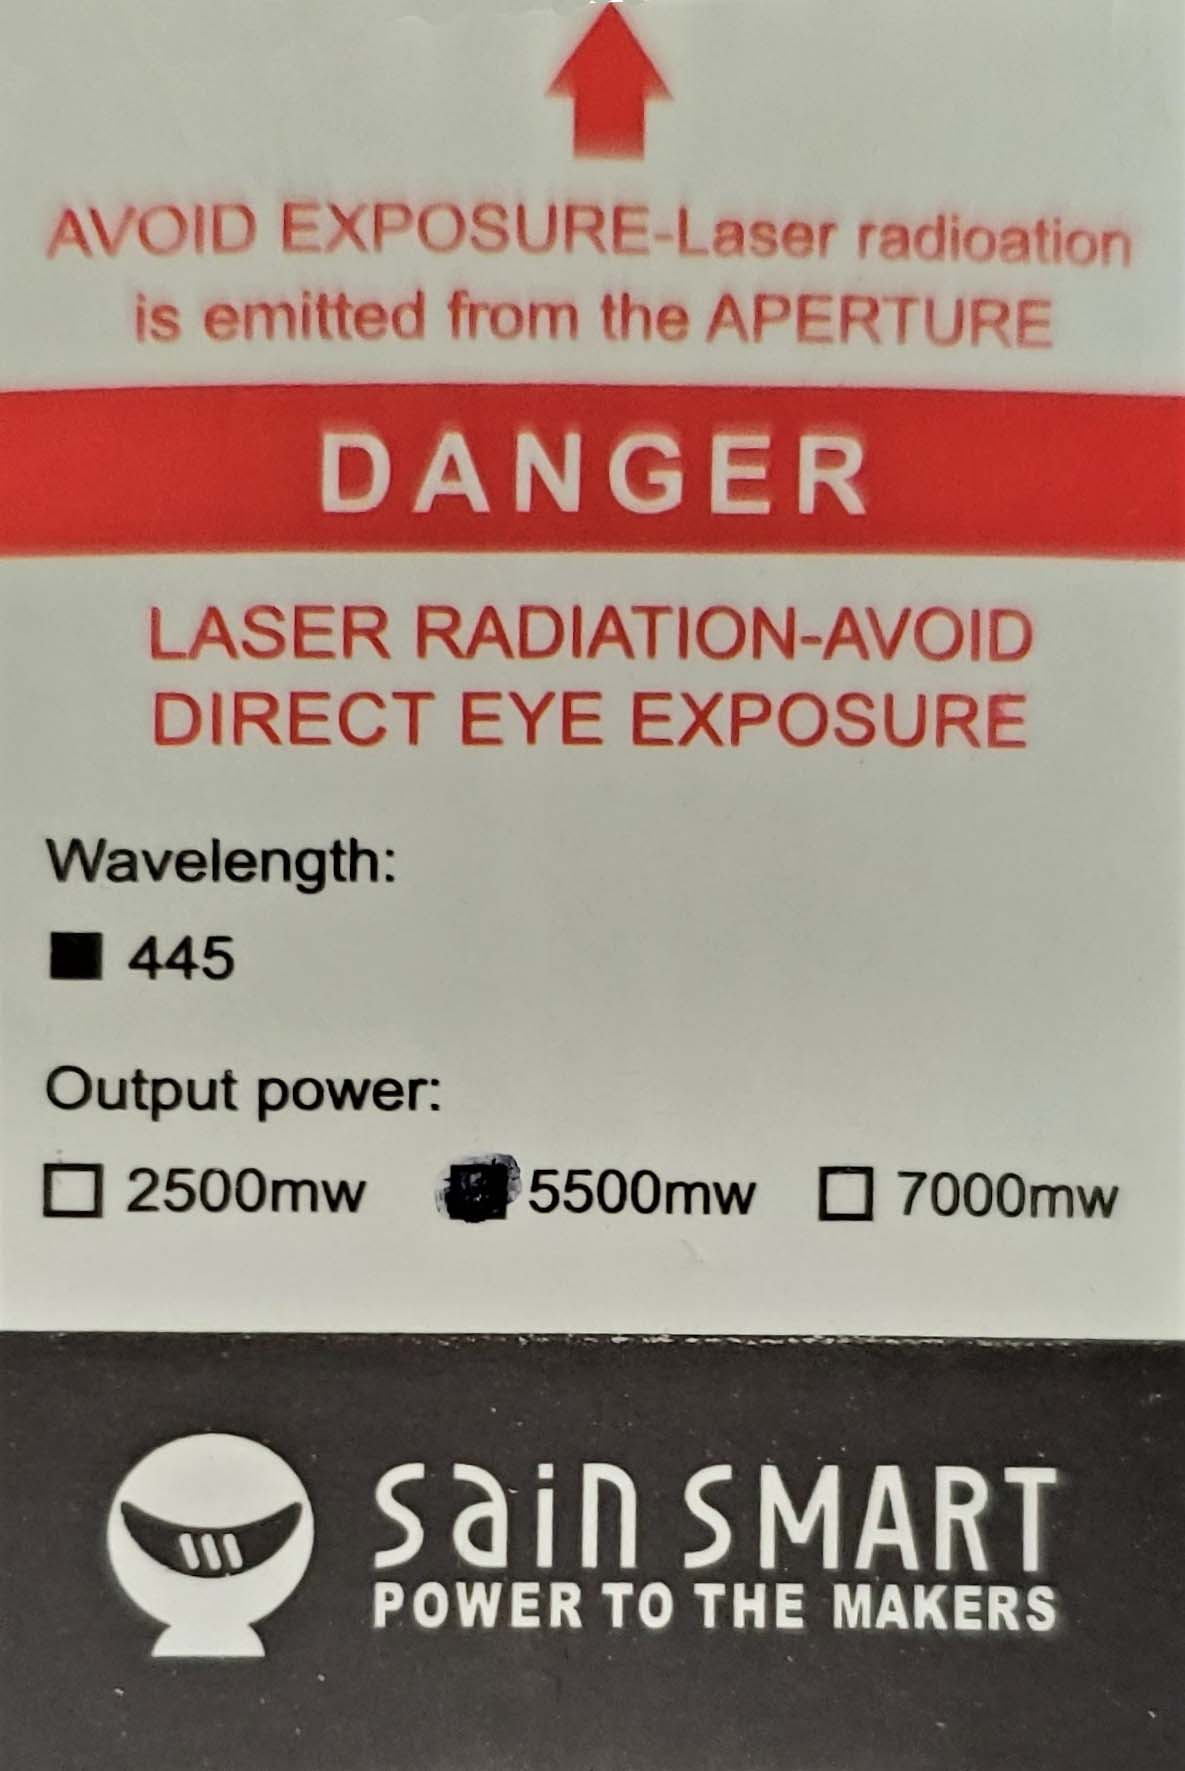 AVOID EXPOSURE-Laser radioation
is emitted from the APERTURE
DANGER
LASER RADIATION-AVOID
DIRECT EYE EXPOSURE
Wavelength:
■ 445
Output power:
☐ 2500mw ■ 5500mw ☐ 7000mw
Sain SMART
POWER TO THE MAKERS